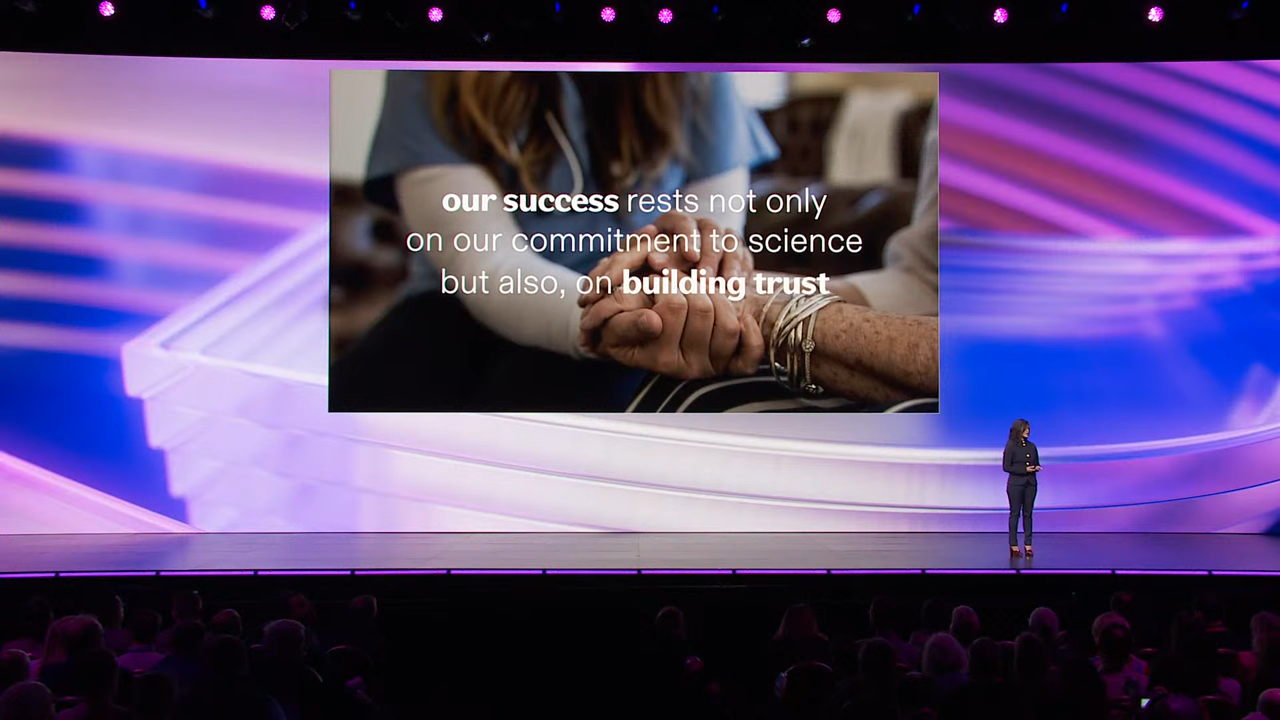 our success rests not only
on our commitment to science
but also, on building trust